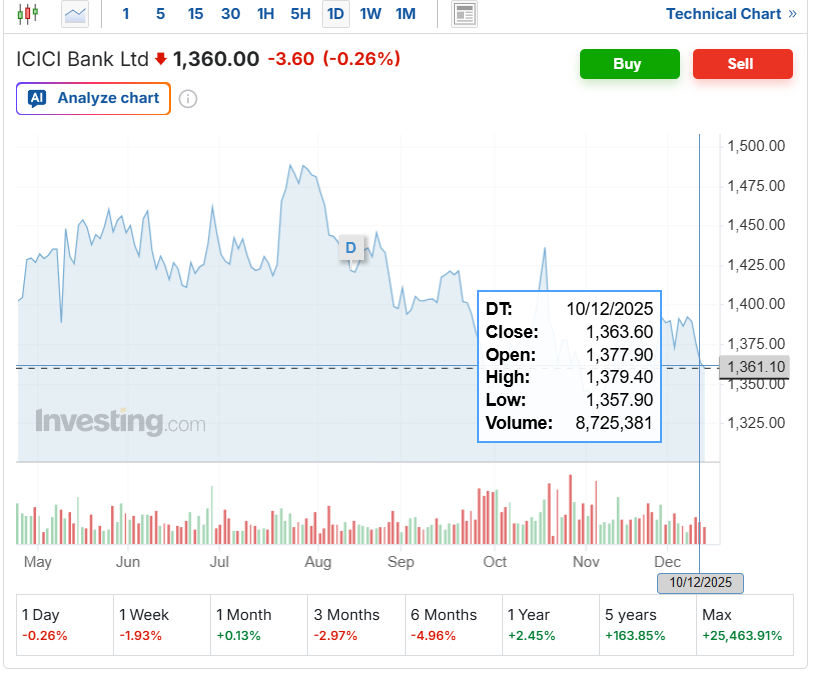 1 5 15 30 1H 5H 1D 1W 1M Technical Chart »
ICICI Bank Ltd 1,360.00 -3.60 (-0.26%)
Buy Sell
AI Analyze chart i
1,500.00
1,475.00
1,450.00
1,425.00
1,400.00
1,375.00
1,361.10
1,350.00
1,325.00
D
DT: 10/12/2025
Close: 1,363.60
Open: 1,377.90
High: 1,379.40
Low: 1,357.90
Volume: 8,725,381
Investing.com
May Jun Jul Aug Sep Oct Nov Dec
10/12/2025
1 Day 1 Week 1 Month 3 Months 6 Months 1 Year 5 years Max
-0.26% -1.93% +0.13% -2.97% -4.96% +2.45% +163.85% +25,463.91%